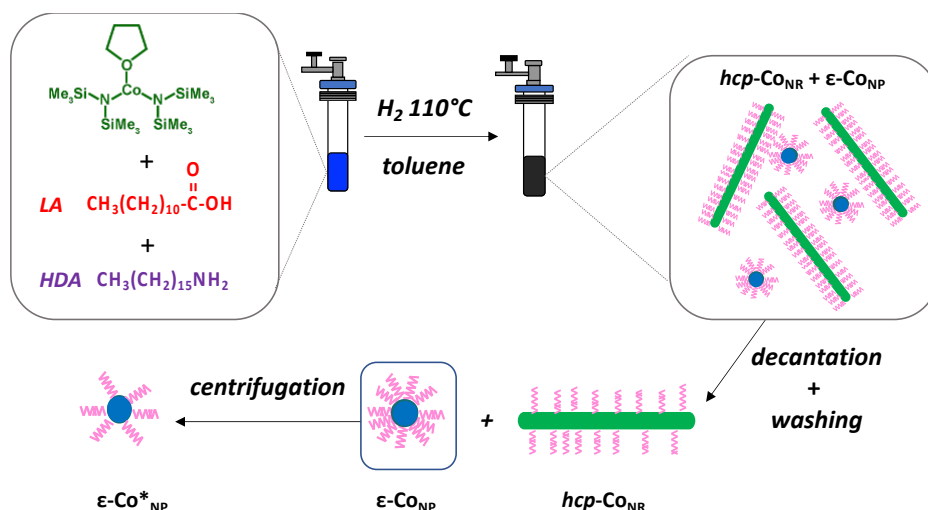 O
Co
SiMe3
Me3Si
N
N
SiMe3
SiMe3
+
O
LA CH3(CH2)10-C-OH
+
HDA CH3(CH2)15NH2
H2 110°C
toluene
hcp-CoNR + ε-CoNP
decantation
+
washing
centrifugation
+
ε-Co*NP
ε-CoNP
hcp-CoNR